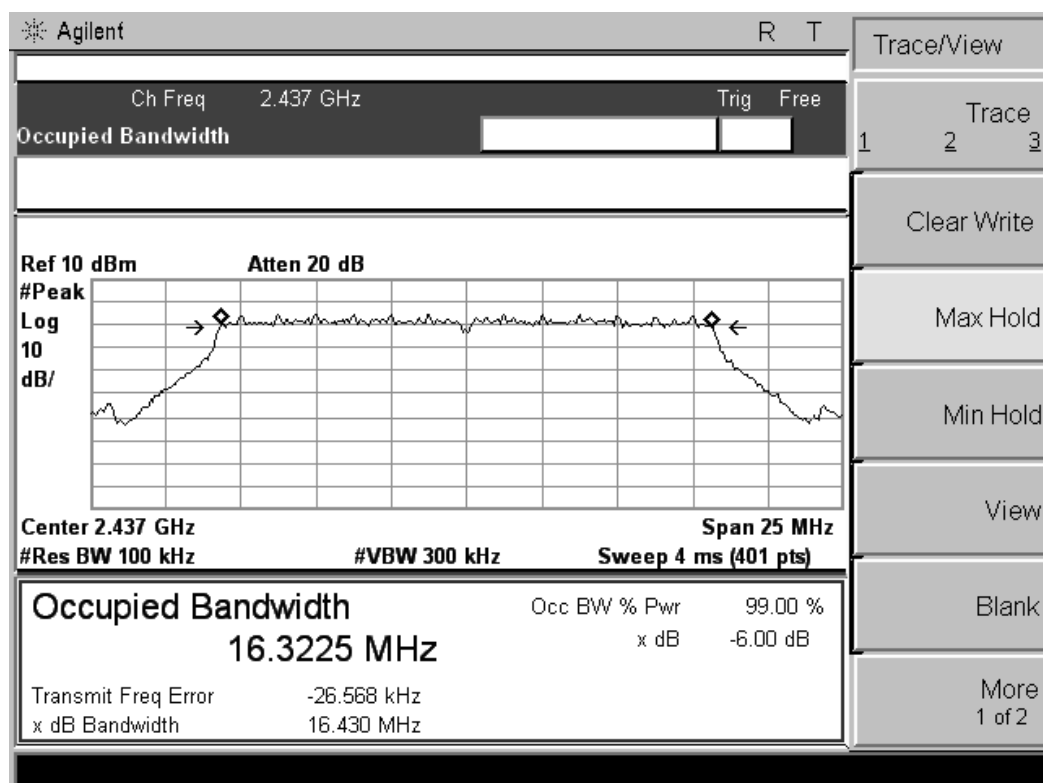 Agilent R T
Trace/View
Ch Freq 2.437 GHz Trig Free
Occupied Bandwidth
Trace
1 2 3
Clear Write
Ref 10 dBm Atten 20 dB
#Peak
Log
10
dB/
Max Hold
Min Hold
View
Center 2.437 GHz Span 25 MHz
#Res BW 100 kHz #VBW 300 kHz Sweep 4 ms (401 pts)
Occupied Bandwidth
16.3225 MHz
Occ BW % Pwr 99.00 %
x dB -6.00 dB
Transmit Freq Error -26.568 kHz
x dB Bandwidth 16.430 MHz
Blank
More
1 of 2